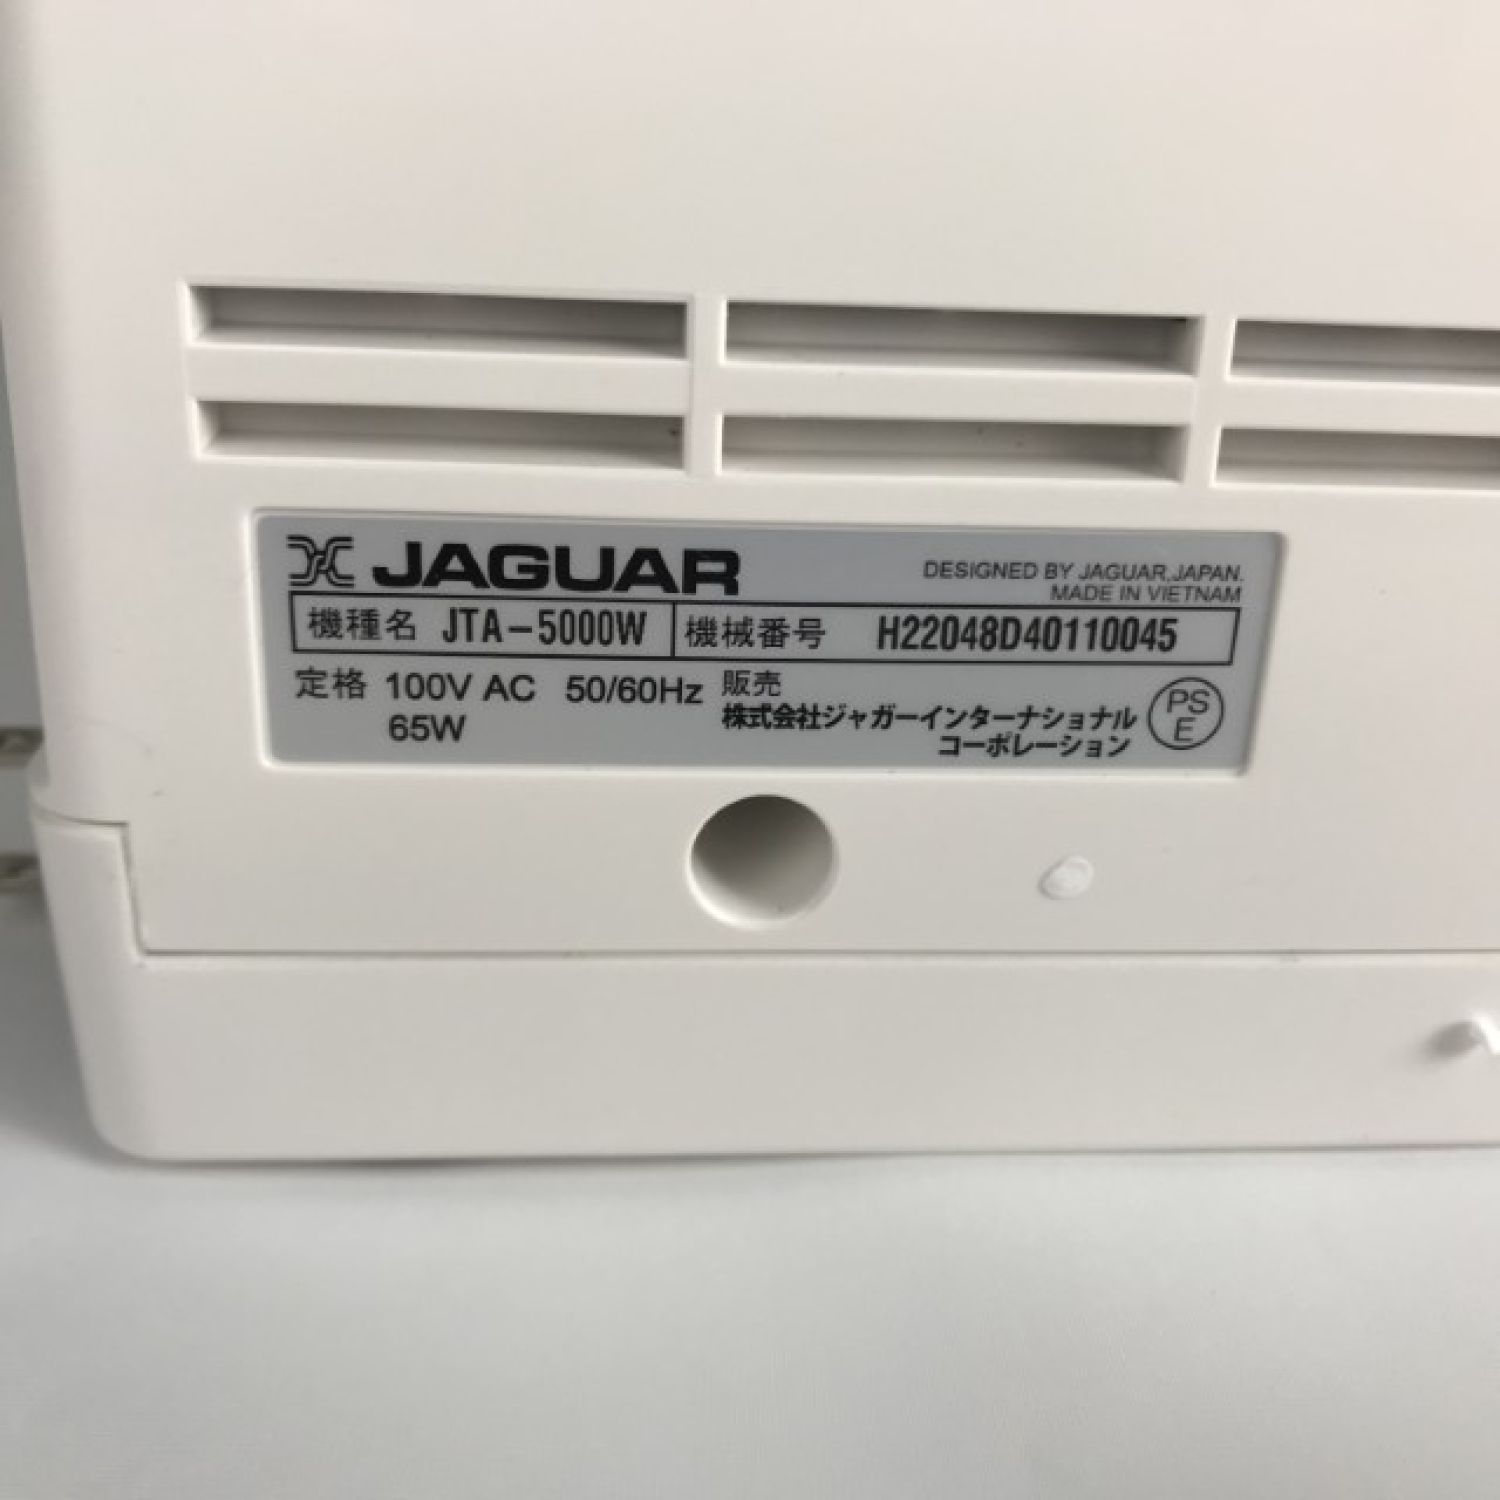 JAGUAR
DESIGNED BY JAGUAR,JAPAN.
MADE IN VIETNAM
機種名 JTA-5000W 機械番号 H22048D40110045
定格 100V AC 50/60Hz
65W
販売
株式会社ジャガーインターナショナル
コーポレーション
PS
E